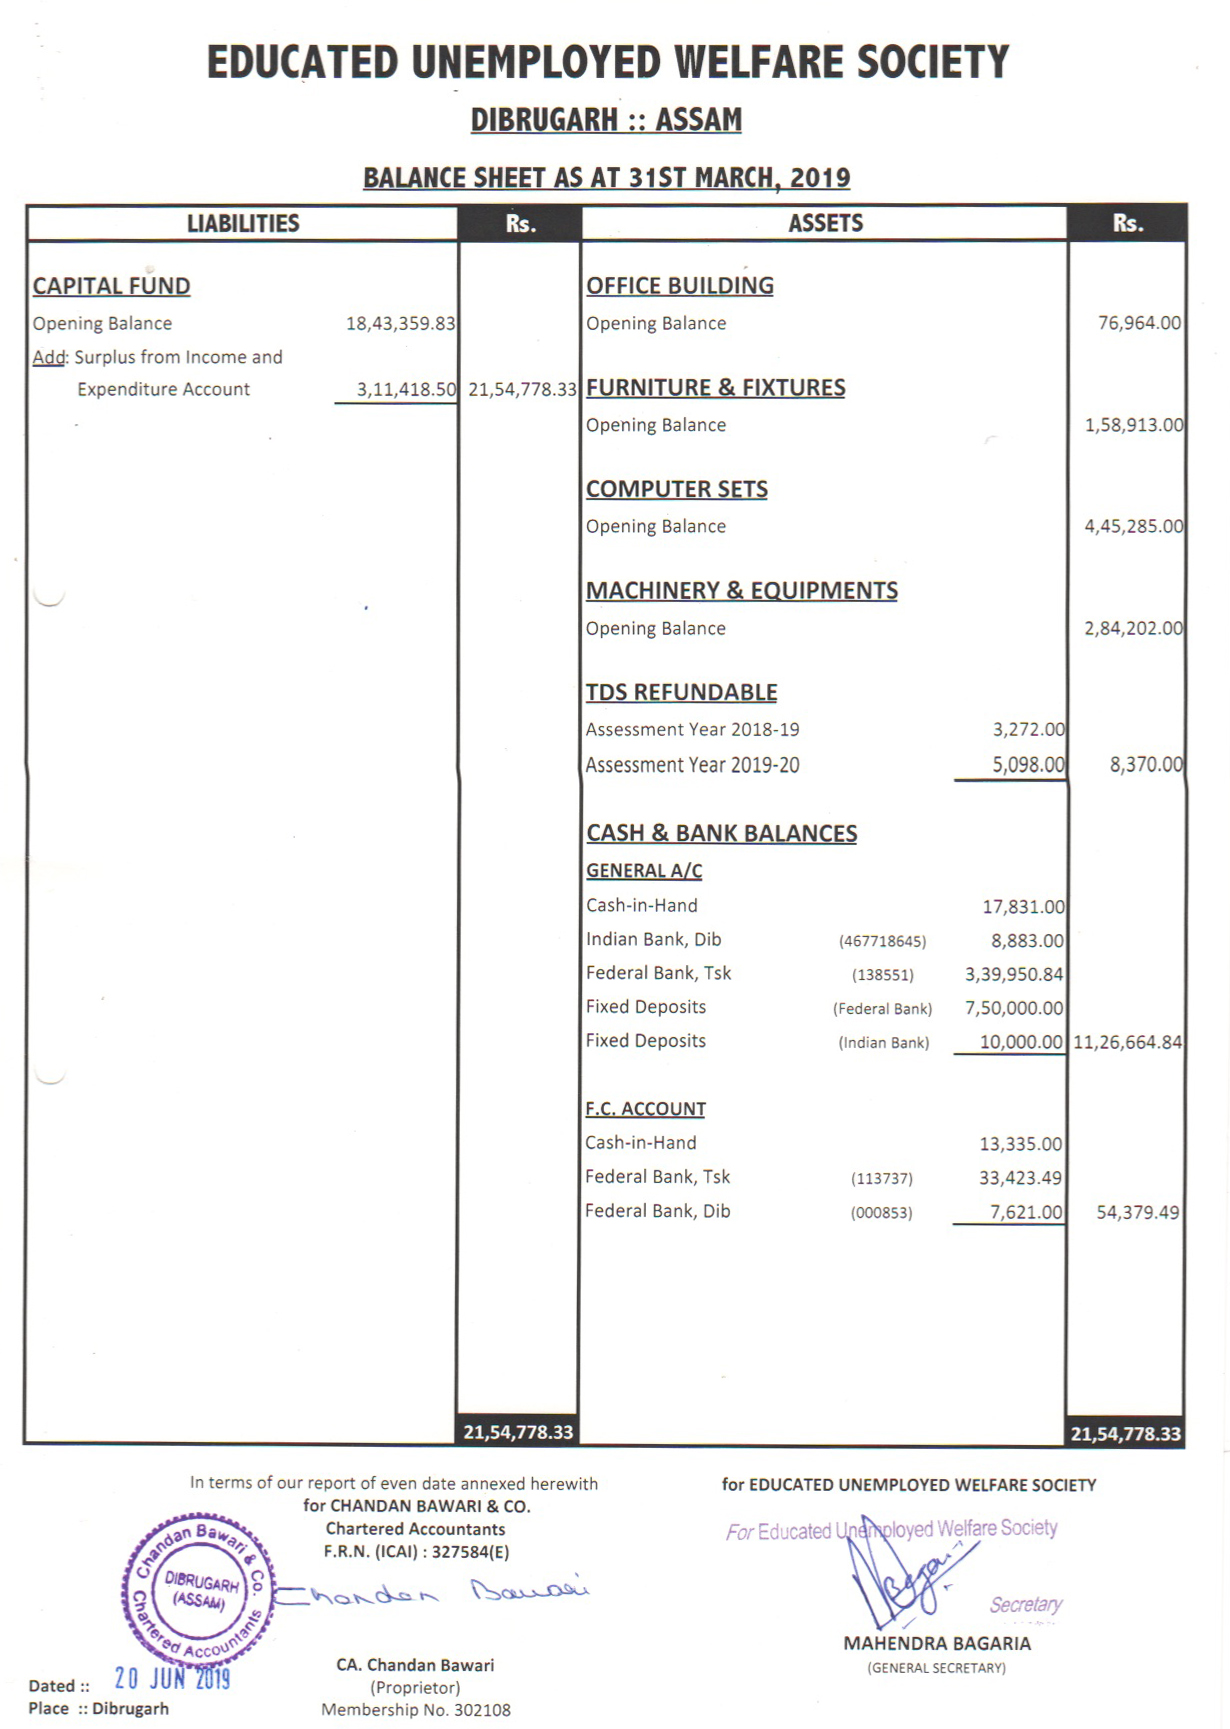 EDUCATED UNEMPLOYED WELFARE SOCIETY
DIBRUGARH :: ASSAM
BALANCE SHEET AS AT 31ST MARCH, 2019
LIABILITIES Rs. ASSETS Rs.
CAPITAL FUND OFFICE BUILDING
Opening Balance 18,43,359.83 Opening Balance 76,964.00
Add: Surplus from Income and
Expenditure Account 3,11,418.50 21,54,778.33 FURNITURE & FIXTURES
Opening Balance 1,58,913.00
COMPUTER SETS
Opening Balance 4,45,285.00
MACHINERY & EQUIPMENTS
Opening Balance 2,84,202.00
TDS REFUNDABLE
Assessment Year 2018-19 3,272.00
Assessment Year 2019-20 5,098.00 8,370.00
CASH & BANK BALANCES
GENERAL A/C
Cash-in-Hand 17,831.00
Indian Bank, Dib (467718645) 8,883.00
Federal Bank, Tsk (138551) 3,39,950.84
Fixed Deposits (Federal Bank) 7,50,000.00
Fixed Deposits (Indian Bank) 10,000.00 11,26,664.84
F.C. ACCOUNT
Cash-in-Hand 13,335.00
Federal Bank, Tsk (113737) 33,423.49
Federal Bank, Dib (000853) 7,621.00 54,379.49
21,54,778.33 21,54,778.33
In terms of our report of even date annexed herewith
for CHANDAN BAWARI & CO.
Chartered Accountants
F.R.N. (ICAI) : 327584(E)
Chandan Bawari & Co.
DIBRUGARH
(ASSAM)
Chartered Accountants
Chandan Bawari
CA. Chandan Bawari
(Proprietor)
Membership No. 302108
Dated :: 20 JUN 2019
Place :: Dibrugarh
for EDUCATED UNEMPLOYED WELFARE SOCIETY
For Educated Unemployed Welfare Society
MBagaria
Secretary
MAHENDRA BAGARIA
(GENERAL SECRETARY)